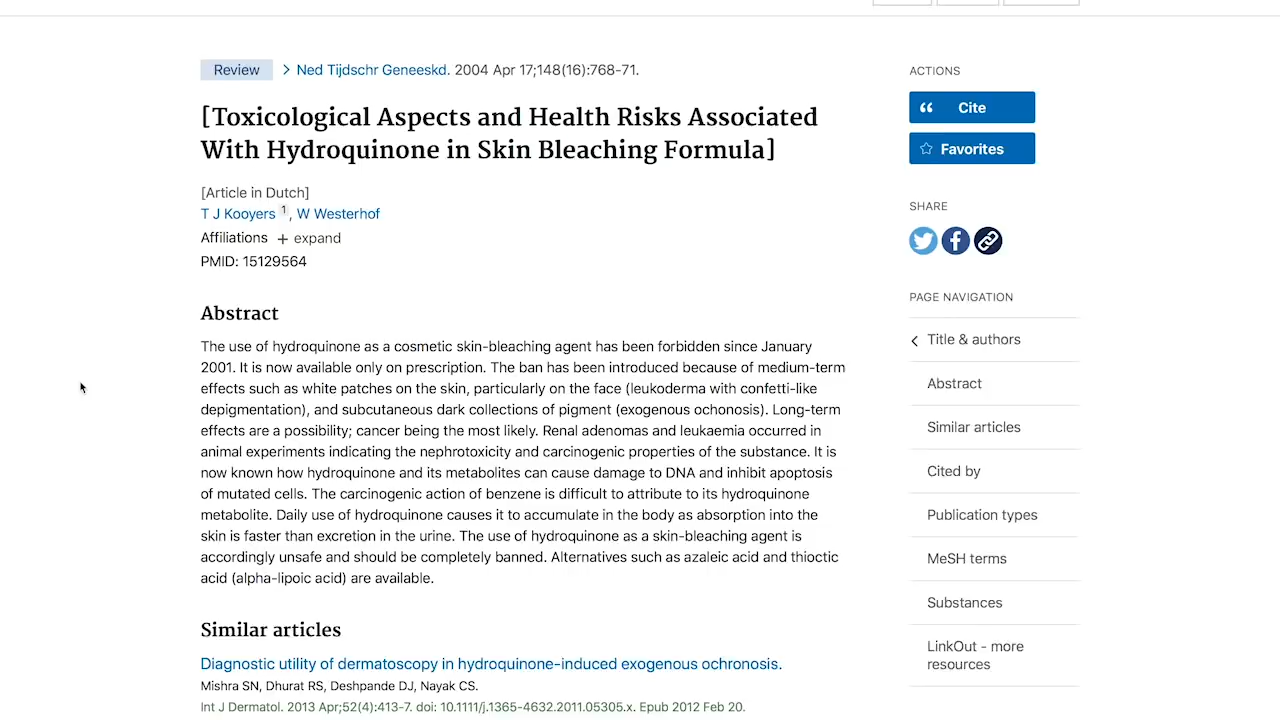 Review > Ned Tijdschr Geneeskd. 2004 Apr 17;148(16):768-71.
[Toxicological Aspects and Health Risks Associated
With Hydroquinone in Skin Bleaching Formula]
[Article in Dutch]
T J Kooyers 1, W Westerhof
Affiliations + expand
PMID: 15129564
Abstract
The use of hydroquinone as a cosmetic skin-bleaching agent has been forbidden since January
2001. It is now available only on prescription. The ban has been introduced because of medium-term
effects such as white patches on the skin, particularly on the face (leukoderma with confetti-like
depigmentation), and subcutaneous dark collections of pigment (exogenous ochonosis). Long-term
effects are a possibility; cancer being the most likely. Renal adenomas and leukaemia occurred in
animal experiments indicating the nephrotoxicity and carcinogenic properties of the substance. It is
now known how hydroquinone and its metabolites can cause damage to DNA and inhibit apoptosis
of mutated cells. The carcinogenic action of benzene is difficult to attribute to its hydroquinone
metabolite. Daily use of hydroquinone causes it to accumulate in the body as absorption into the
skin is faster than excretion in the urine. The use of hydroquinone as a skin-bleaching agent is
accordingly unsafe and should be completely banned. Alternatives such as azaleic acid and thioctic
acid (alpha-lipoic acid) are available.
Similar articles
Diagnostic utility of dermatoscopy in hydroquinone-induced exogenous ochronosis.
Mishra SN, Dhurat RS, Deshpande DJ, Nayak CS.
Int J Dermatol. 2013 Apr;52(4):413-7. doi: 10.1111/j.1365-4632.2011.05305.x. Epub 2012 Feb 20.
ACTIONS
Cite
Favorites
SHARE
PAGE NAVIGATION
Title & authors
Abstract
Similar articles
Cited by
Publication types
MeSH terms
Substances
LinkOut - more
resources